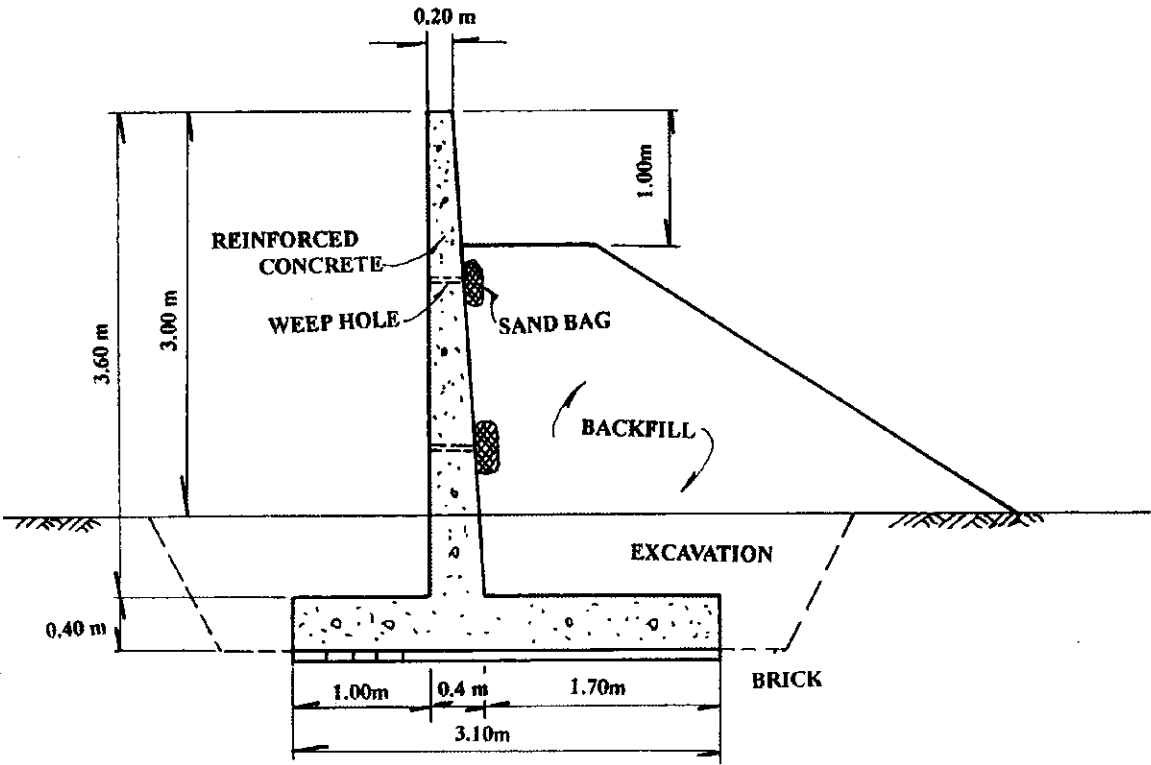 0.20 m
1.00m
REINFORCED
CONCRETE
WEEP HOLE
SAND BAG
3.60 m
3.00 m
BACKFILL
EXCAVATION
0.40 m
BRICK
1.00m
0.4 m
1.70m
3.10m